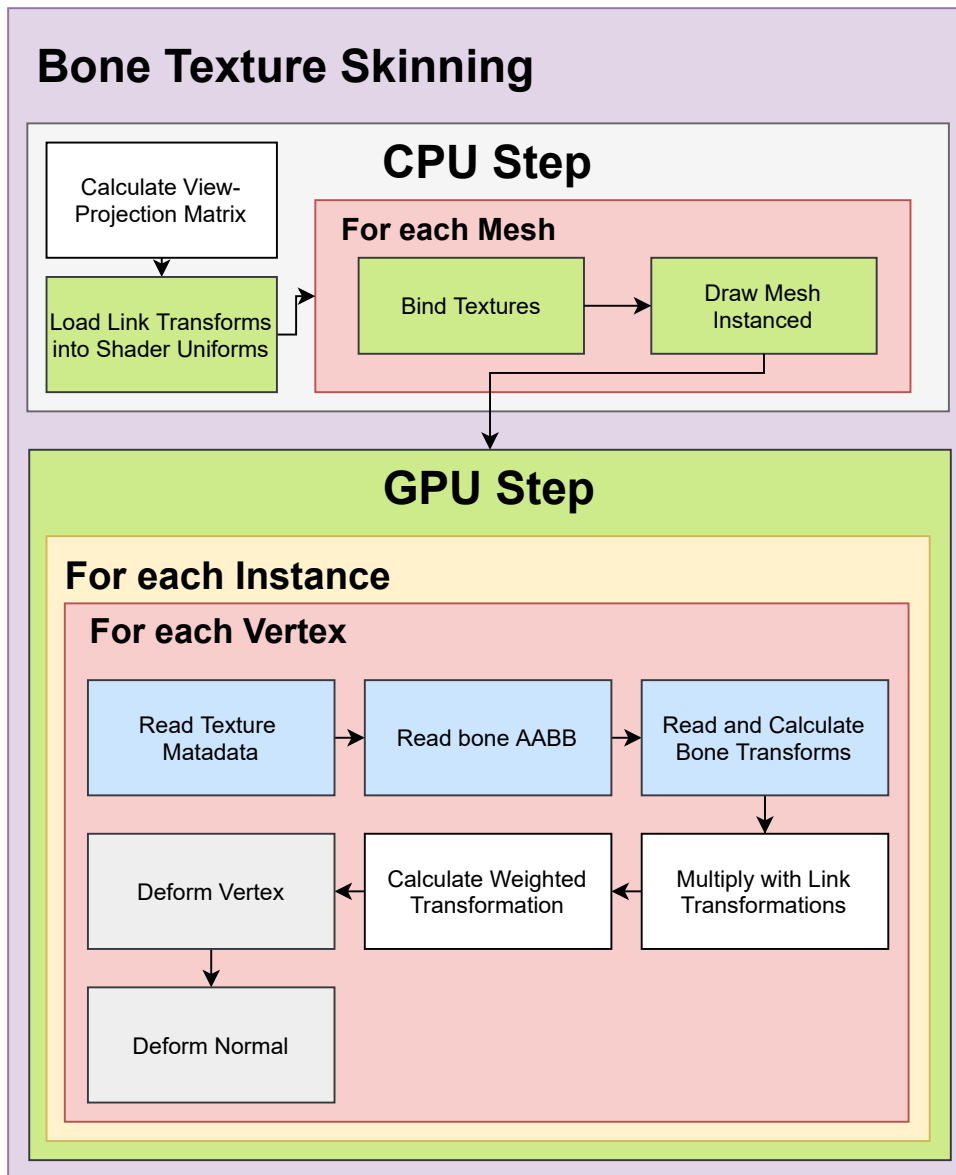 Bone Texture Skinning
CPU Step
Calculate View-
Projection Matrix
Load Link Transforms
into Shader Uniforms
For each Mesh
Bind Textures
Draw Mesh
Instanced
GPU Step
For each Instance
For each Vertex
Read Texture
Matadata
Read bone AABB
Read and Calculate
Bone Transforms
Multiply with Link
Transformations
Calculate Weighted
Transformation
Deform Vertex
Deform Normal